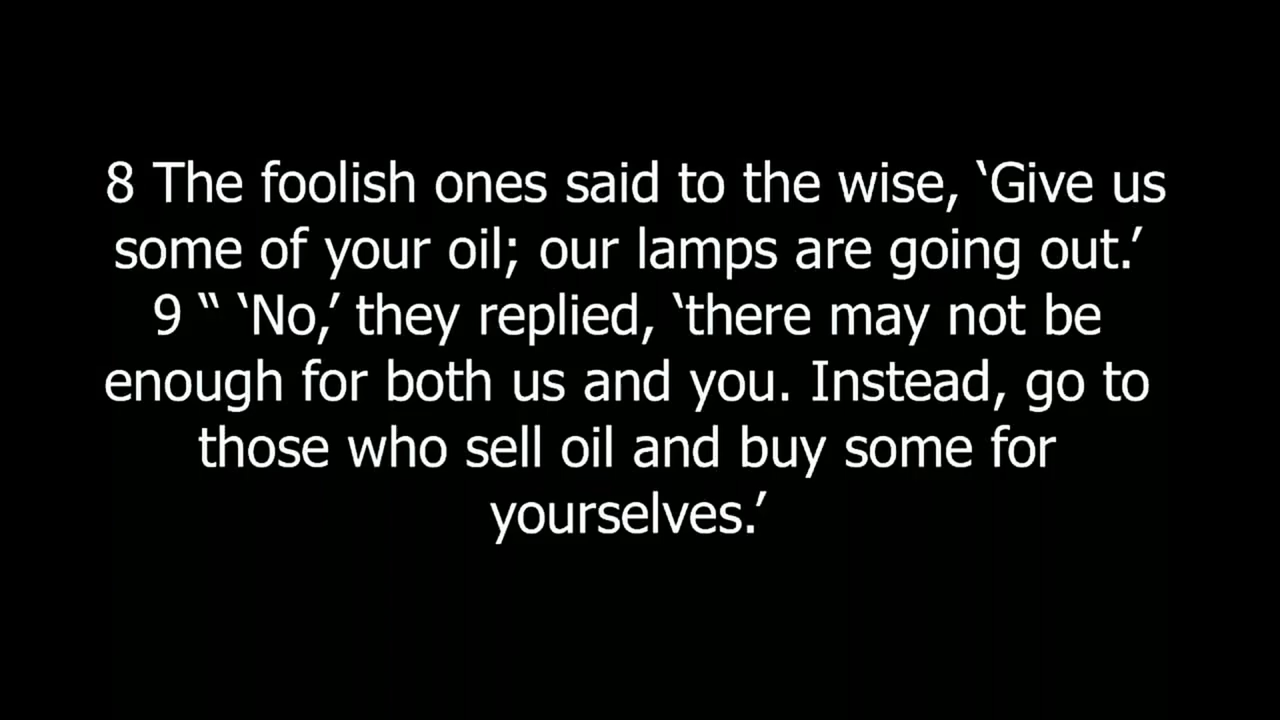 8 The foolish ones said to the wise, ‘Give us
some of your oil; our lamps are going out.’
9 “ ‘No,’ they replied, ‘there may not be
enough for both us and you. Instead, go to
those who sell oil and buy some for
yourselves.’